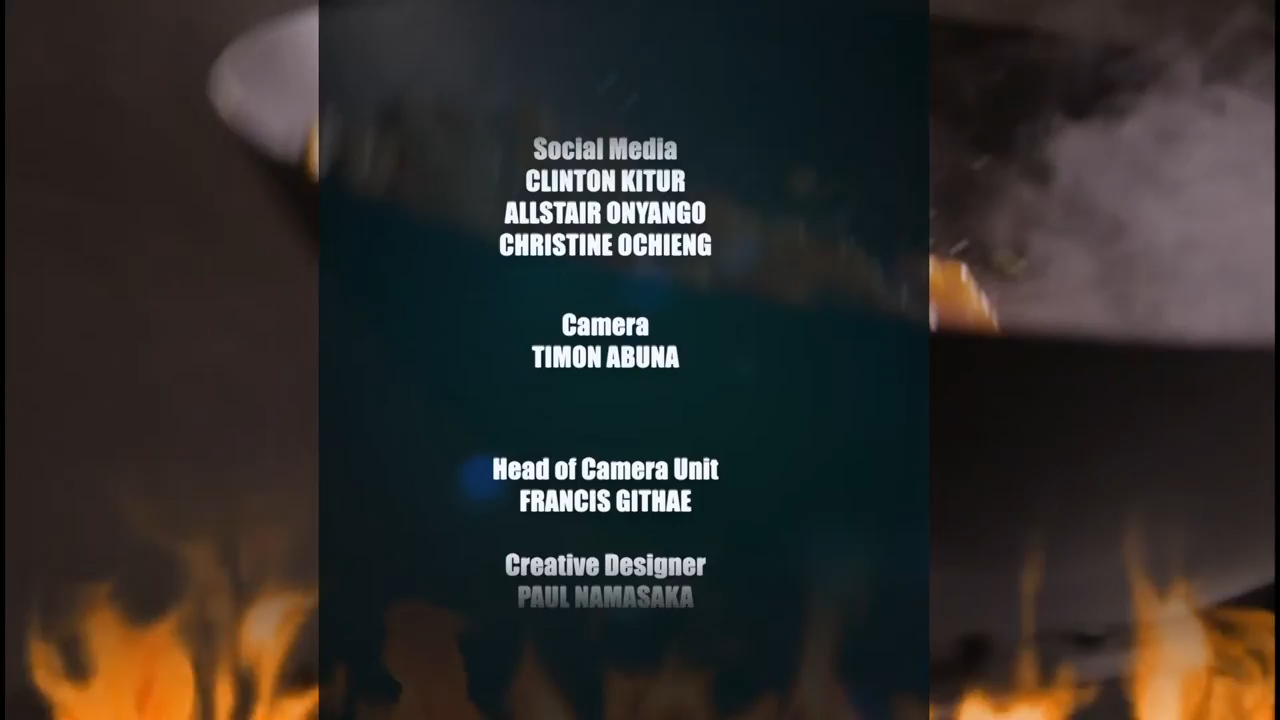 Social Media
CLINTON KITUR
ALLSTAIR ONYANGO
CHRISTINE OCHIENG
Camera
TIMON ABUNA
Head of Camera Unit
FRANCIS GITHAE
Creative Designer
PAUL NAMASAKA